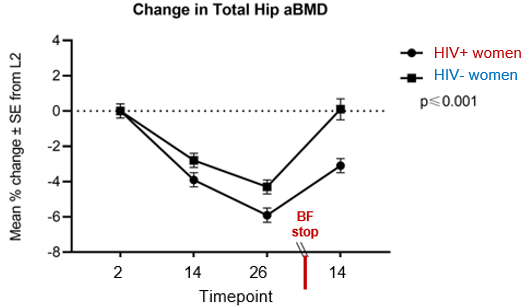 Change in Total Hip aBMD
Mean % change ± SE from L2
4
2
0
-2
-4
-6
-8
HIV+ women
HIV- women
p≤0.001
BF
stop
2 14 26 14
Timepoint